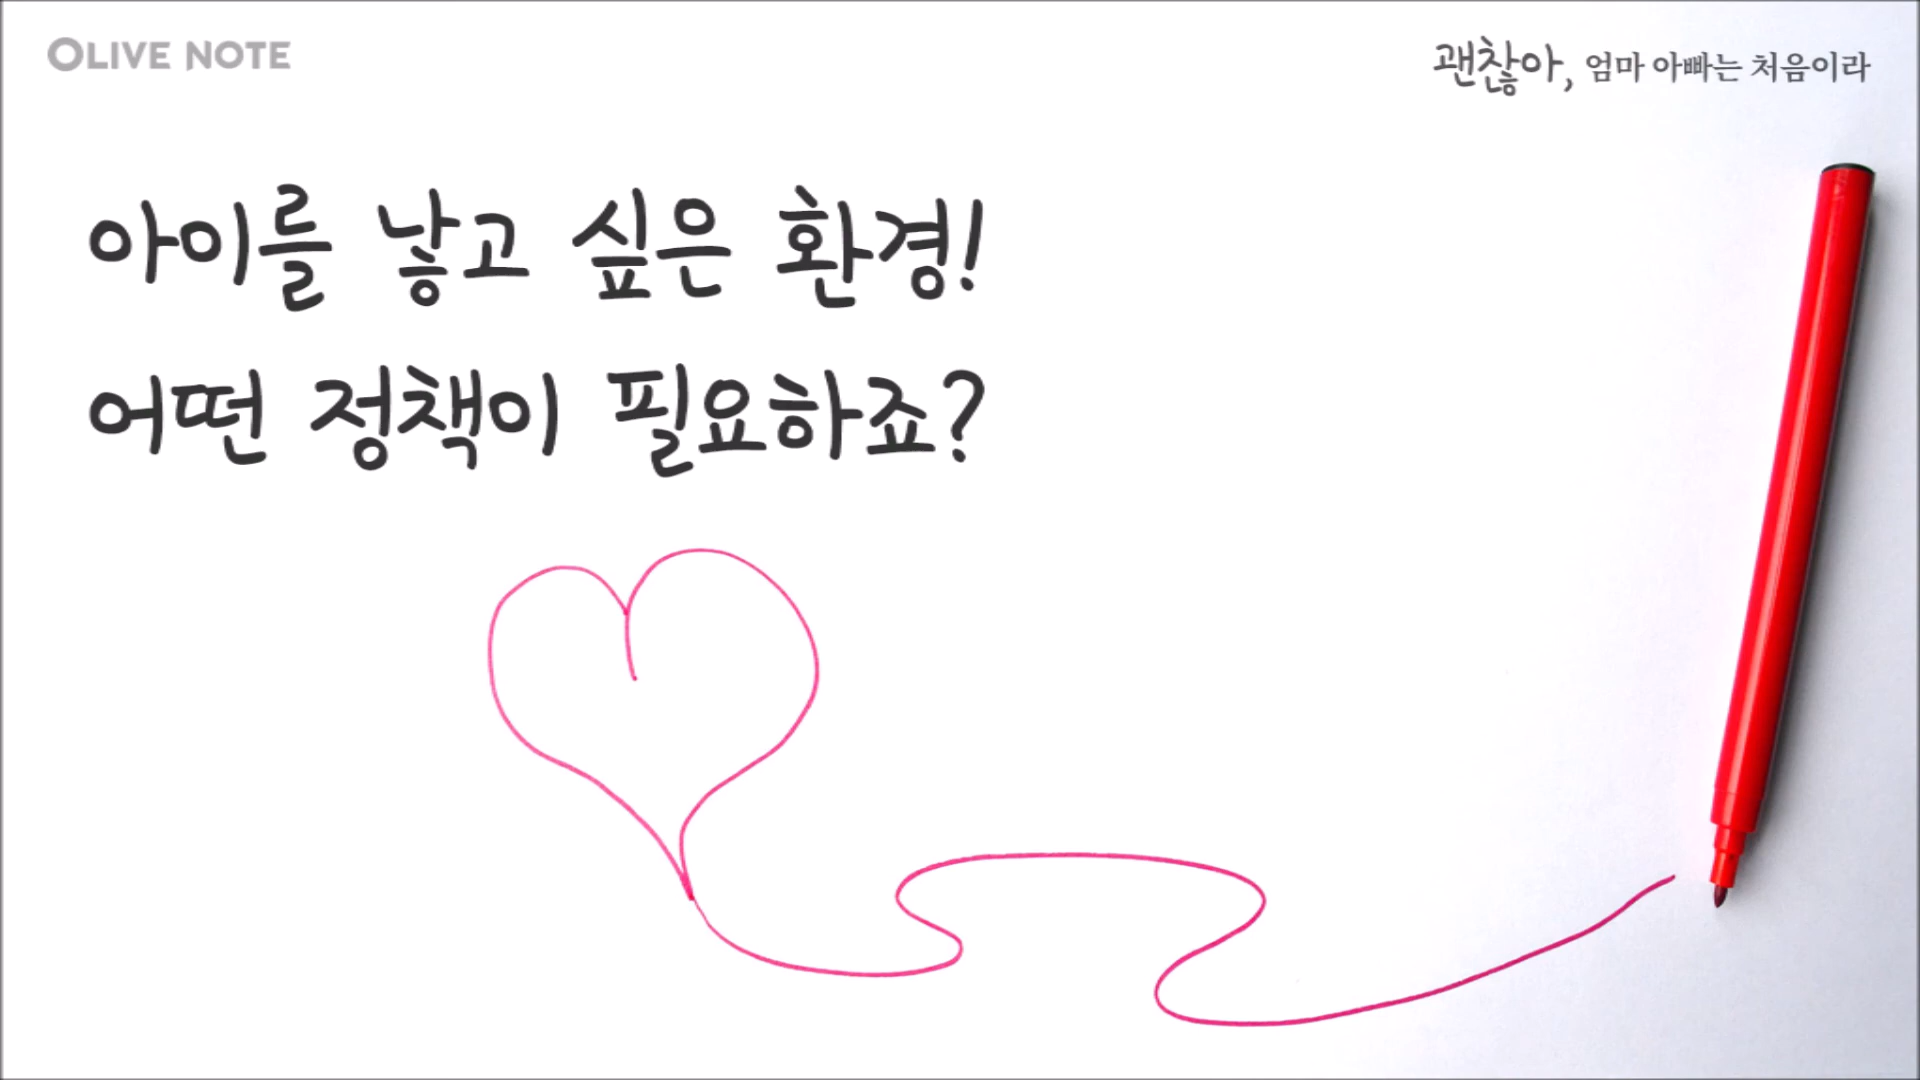 OLIVE NOTE
괜찮아, 엄마 아빠는 처음이라
아이를 낳고 싶은 환경!
어떤 정책이 필요하죠?